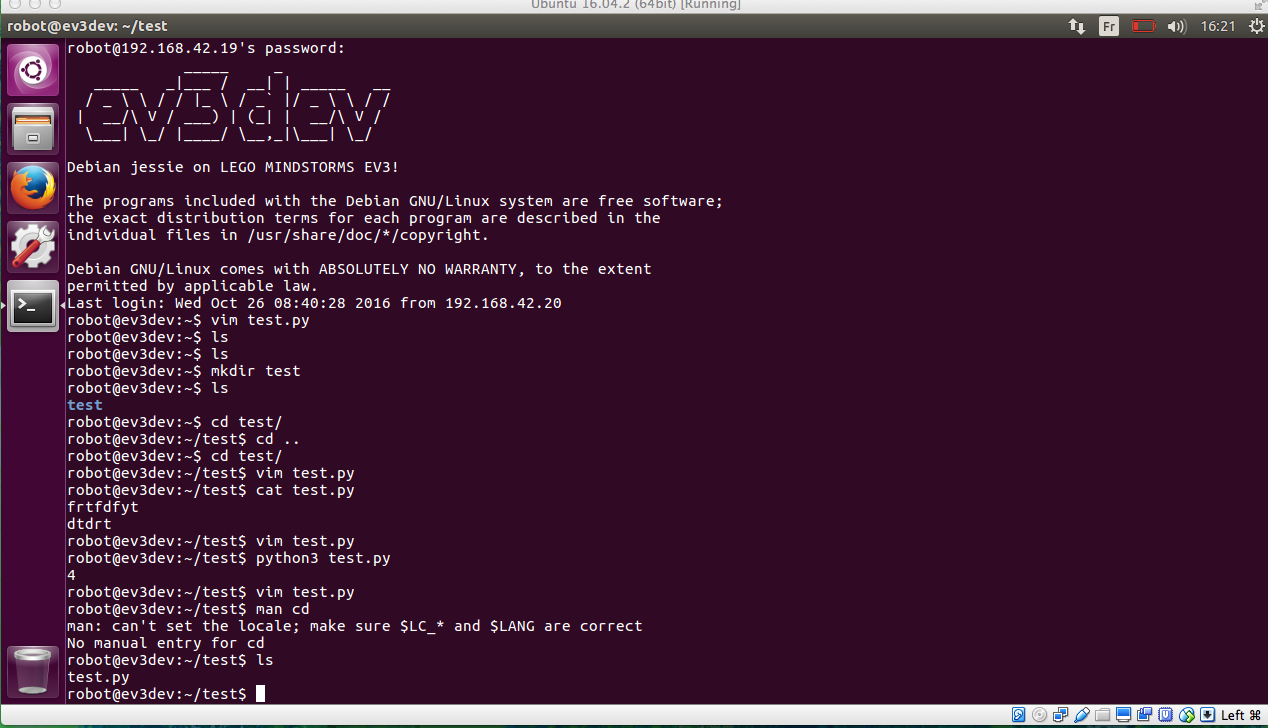 Ubuntu 16.04.2 (64bit) [Running]
robot@ev3dev: ~/test
Fr
16:21
robot@192.168.42.19's password:
ev3dev
Debian jessie on LEGO MINDSTORMS EV3!
The programs included with the Debian GNU/Linux system are free software;
the exact distribution terms for each program are described in the
individual files in /usr/share/doc/*/copyright.
Debian GNU/Linux comes with ABSOLUTELY NO WARRANTY, to the extent
permitted by applicable law.
Last login: Wed Oct 26 08:40:28 2016 from 192.168.42.20
robot@ev3dev:~$ vim test.py
robot@ev3dev:~$ ls
robot@ev3dev:~$ ls
robot@ev3dev:~$ mkdir test
robot@ev3dev:~$ ls
test
robot@ev3dev:~$ cd test/
robot@ev3dev:~/test$ cd ..
robot@ev3dev:~$ cd test/
robot@ev3dev:~/test$ vim test.py
robot@ev3dev:~/test$ cat test.py
frtfdfyt
dtdrt
robot@ev3dev:~/test$ vim test.py
robot@ev3dev:~/test$ python3 test.py
4
robot@ev3dev:~/test$ vim test.py
robot@ev3dev:~/test$ man cd
man: can't set the locale; make sure $LC_* and $LANG are correct
No manual entry for cd
robot@ev3dev:~/test$ ls
test.py
robot@ev3dev:~/test$
Left ⌘